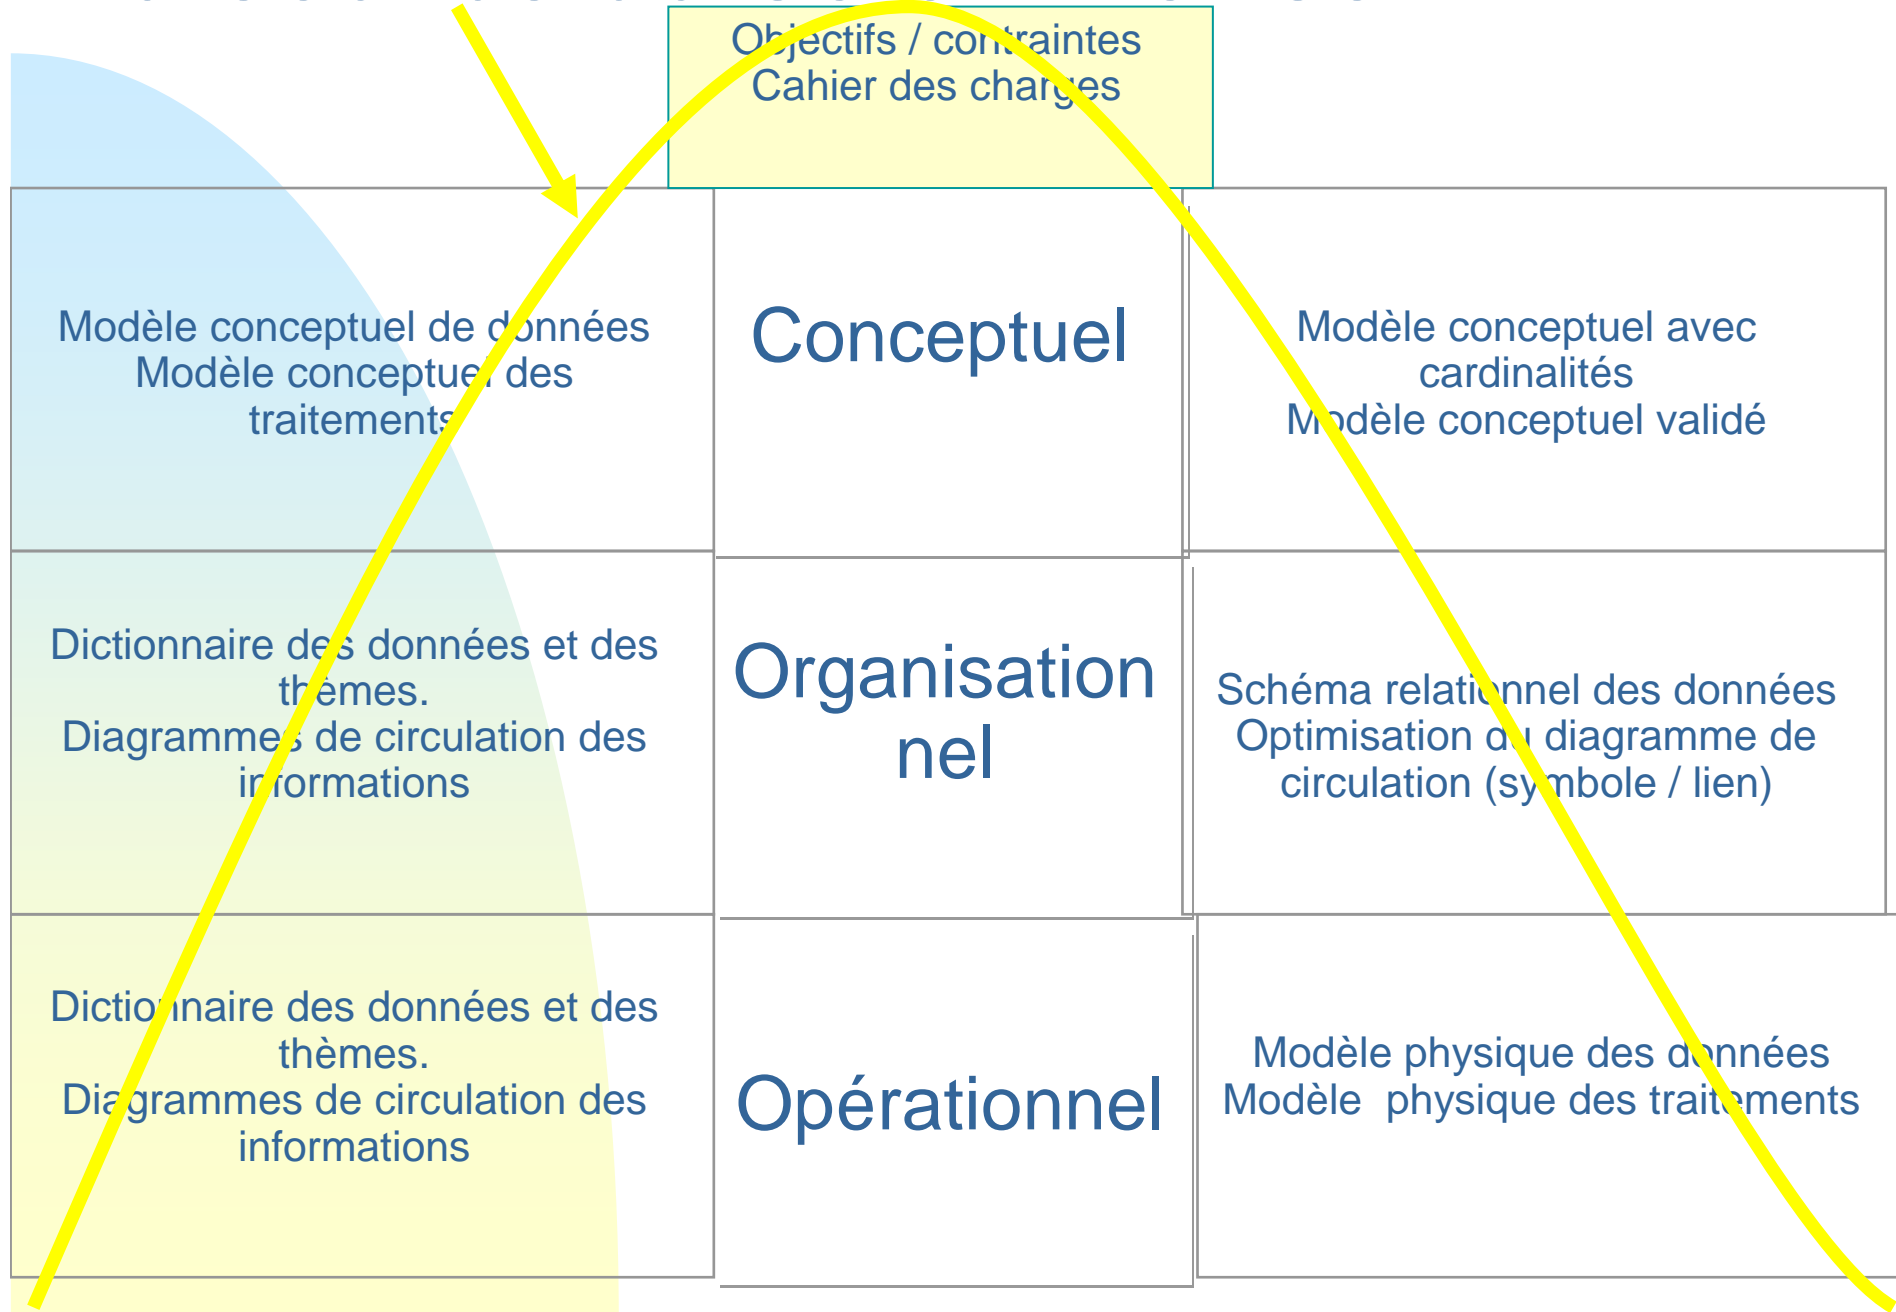 Objectifs / contraintes
Cahier des charges
Modèle conceptuel de données
Modèle conceptuel des
traitements
Conceptuel
Modèle conceptuel avec
cardinalités
Modèle conceptuel validé
Dictionnaire des données et des
thèmes.
Diagrammes de circulation des
informations
Organisation
nel
Schéma relationnel des données
Optimisation du diagramme de
circulation (symbole / lien)
Dictionnaire des données et des
thèmes.
Diagrammes de circulation des
informations
Opérationnel
Modèle physique des données
Modèle  physique des traitements